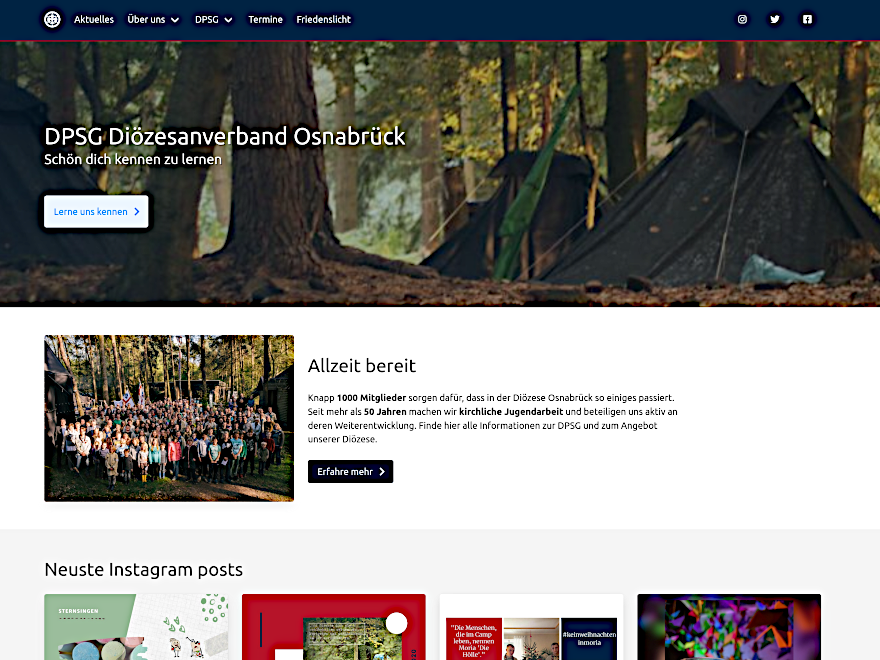 Aktuelles
Über uns
DPSG
Termine
Friedenslicht
DPSG Diözesanverband Osnabrück
Schön dich kennen zu lernen
Lerne uns kennen
Allzeit bereit
Knapp 1000 Mitglieder sorgen dafür, dass in der Diözese Osnabrück so einiges passiert.
Seit mehr als 50 Jahren machen wir kirchliche Jugendarbeit und beteiligen uns aktiv an
deren Weiterentwicklung. Finde hier alle Informationen zur DPSG und zum Angebot
unserer Diözese.
Erfahre mehr
Neuste Instagram posts
STERNSINGEN
"Die Menschen,
die im Camp
leben, nennen
Moria 'Die
Hölle'."
#keinweihnachten
inmoria